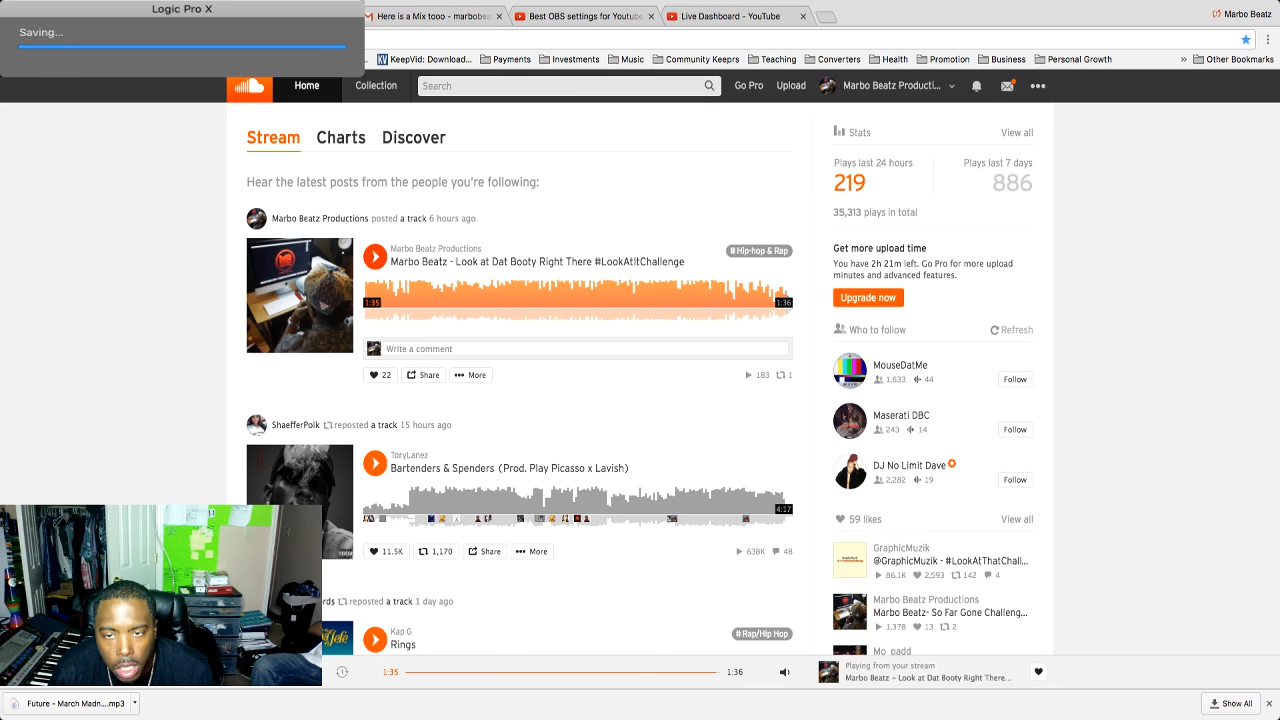 Logic Pro X
Saving...
Here is a Mix tooo - marbobea
Best OBS settings for Youtube
Live Dashboard - YouTube
Marbo Beatz
KeepVid: Download...
Payments
Investments
Music
Community Keeps
Teaching
Converters
Health
Promotion
Business
Personal Growth
»
Other Bookmarks
Home
Collection
Search
Go Pro
Upload
Marbo Beatz Producti...
Stream
Charts
Discover
Hear the latest posts from the people you're following:
Marbo Beatz Productions posted a track 6 hours ago
Marbo Beatz Productions
# Hip-hop & Rap
Marbo Beatz - Look at Dat Booty Right There #LookAtItChallenge
1:35
1:36
Write a comment
22
Share
More
183
1
ShaefferPolk reposted a track 15 hours ago
ToryLanez
Bartenders & Spenders (Prod. Play Picasso x Lavish)
4:17
11.5K
1,170
Share
More
638K
48
rds reposted a track 1 day ago
Kap G
# Rap/Hip Hop
Rings
Stats
View all
Plays last 24 hours
Plays last 7 days
219
886
35,313 plays in total
Get more upload time
You have 2h 21m left. Go Pro for more upload
minutes and advanced features.
Upgrade now
Who to follow
Refresh
MouseDatMe
1,633
44
Follow
Maserati DBC
243
14
Follow
DJ No Limit Dave
2,282
19
Follow
59 likes
View all
GraphicMuzik
@GraphicMuzik - #LookAtThatChall...
86.1K
2,593
142
4
Marbo Beatz Productions
Marbo Beatz- So Far Gone Challeng...
1,378
13
2
Mo_padd
1:35
1:36
Playing from your stream
Marbo Beatz - Look at Dat Booty Right There...
Future - March Madn....mp3
Show All